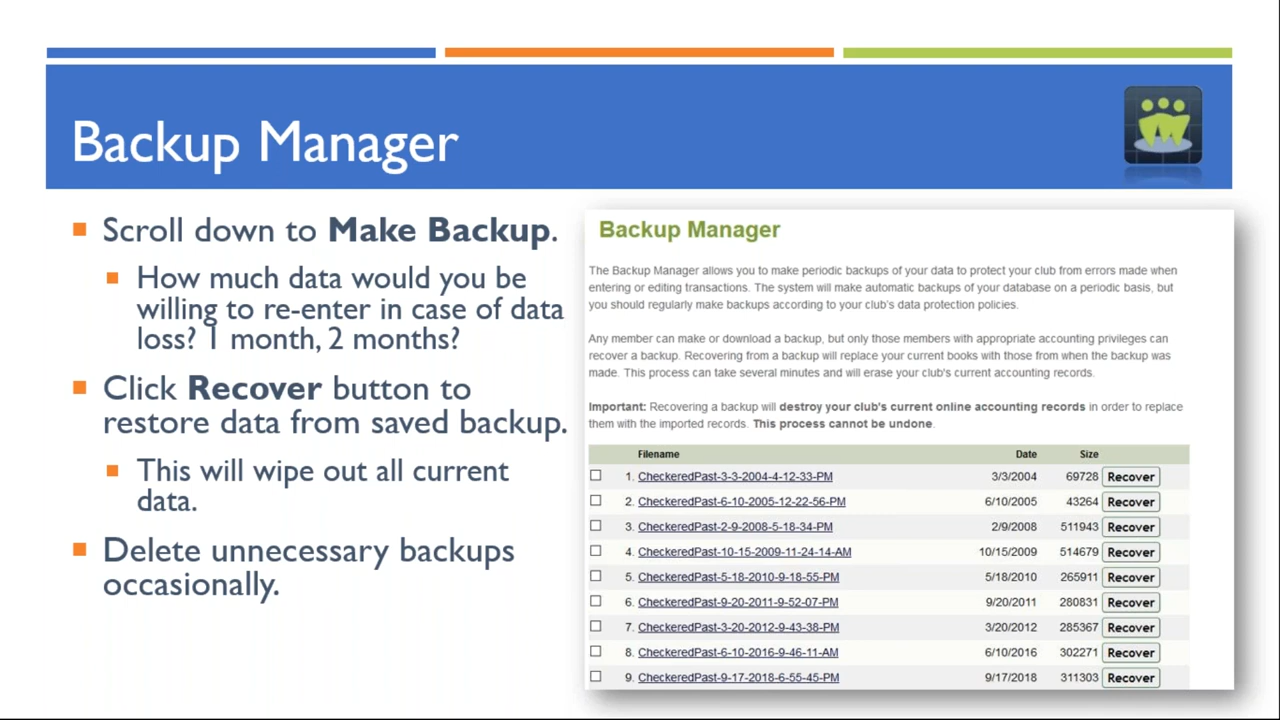 Backup Manager
Scroll down to Make Backup.
How much data would you be
willing to re-enter in case of data
loss? 1 month, 2 months?
Click Recover button to
restore data from saved backup.
This will wipe out all current
data.
Delete unnecessary backups
occasionally.
Backup Manager
The Backup Manager allows you to make periodic backups of your data to protect your club from errors made when
entering or editing transactions. The system will make automatic backups of your database on a periodic basis, but
you should regularly make backups according to your club's data protection policies.
Any member can make or download a backup, but only those members with appropriate accounting privileges can
recover a backup. Recovering from a backup will replace your current books with those from when the backup was
made. This process can take several minutes and will erase your club's current accounting records.
Important: Recovering a backup will destroy your club's current online accounting records in order to replace
them with the imported records. This process cannot be undone.
Filename Date Size
1. CheckeredPast-3-3-2004-4-12-33-PM 3/3/2004 69728 Recover
2. CheckeredPast-6-10-2005-12-22-56-PM 6/10/2005 43264 Recover
3. CheckeredPast-2-9-2008-5-18-34-PM 2/9/2008 511943 Recover
4. CheckeredPast-10-15-2009-11-24-14-AM 10/15/2009 514679 Recover
5. CheckeredPast-5-18-2010-9-18-55-PM 5/18/2010 265911 Recover
6. CheckeredPast-9-20-2011-9-52-07-PM 9/20/2011 280831 Recover
7. CheckeredPast-3-20-2012-9-43-38-PM 3/20/2012 285367 Recover
8. CheckeredPast-6-10-2016-9-46-11-AM 6/10/2016 302271 Recover
9. CheckeredPast-9-17-2018-6-55-45-PM 9/17/2018 311303 Recover